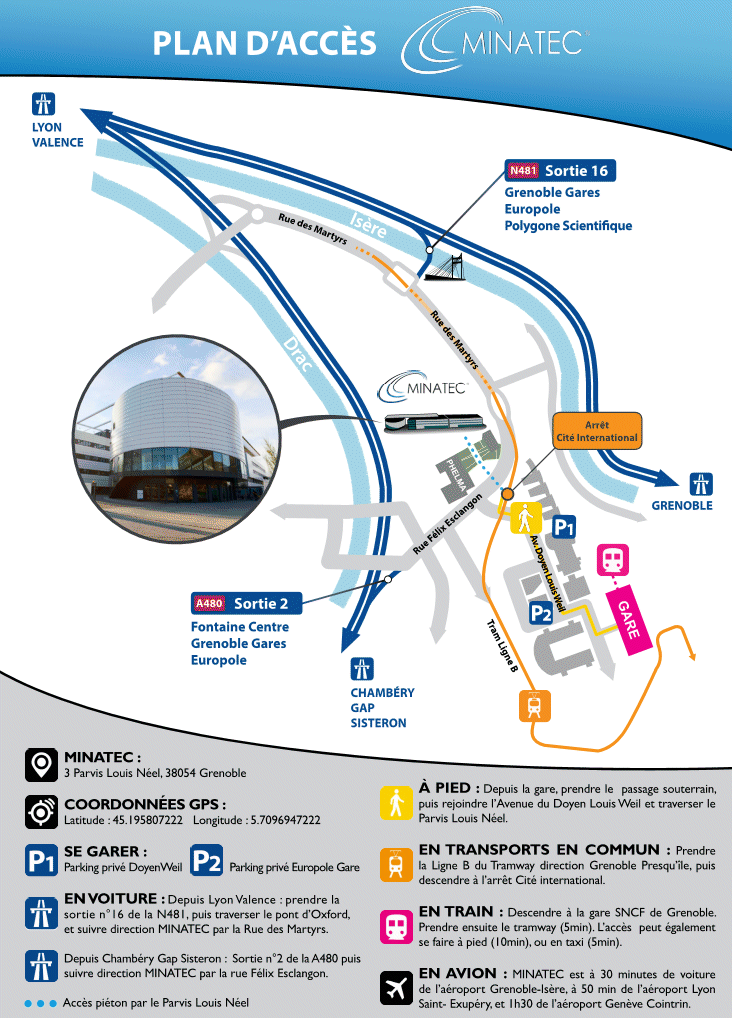 PLAN D'ACCÈS MINATEC
LYON
VALENCE
N481 Sortie 16
Grenoble Gares
Europole
Polygone Scientifique
Isère
Rue des Martyrs
Drac
Rue des Martyrs
MINATEC
Arrêt
Cité International
PHELMA
GRENOBLE
Rue Félix Esclangon
P1
Av. Doyen Louis Weil
A480 Sortie 2
Fontaine Centre
Grenoble Gares
Europole
P2
GARE
Tram Ligne B
CHAMBÉRY
GAP
SISTERON
MINATEC :
3 Parvis Louis Néel, 38054 Grenoble
COORDONNÉES GPS :
Latitude : 45.195807222 Longitude : 5.7096947222
SE GARER :
P1 Parking privé DoyenWeil P2 Parking privé Europole Gare
EN VOITURE : Depuis Lyon Valence : prendre la
sortie n°16 de la N481, puis traverser le pont d'Oxford,
et suivre direction MINATEC par la Rue des Martyrs.
Depuis Chambéry Gap Sisteron : Sortie n°2 de la A480 puis
suivre direction MINATEC par la rue Félix Esclangon.
Accès piéton par le Parvis Louis Néel
À PIED : Depuis la gare, prendre le passage souterrain,
puis rejoindre l'Avenue du Doyen Louis Weil et traverser le
Parvis Louis Néel.
EN TRANSPORTS EN COMMUN : Prendre
la Ligne B du Tramway direction Grenoble Presqu'île, puis
descendre à l'arrêt Cité international.
EN TRAIN : Descendre à la gare SNCF de Grenoble.
Prendre ensuite le tramway (5min). L'accès peut également
se faire à pied (10min), ou en taxi (5min).
EN AVION : MINATEC est à 30 minutes de voiture
de l'aéroport Grenoble-Isère, à 50 min de l'aéroport Lyon
Saint- Exupéry, et 1h30 de l'aéroport Genève Cointrin.